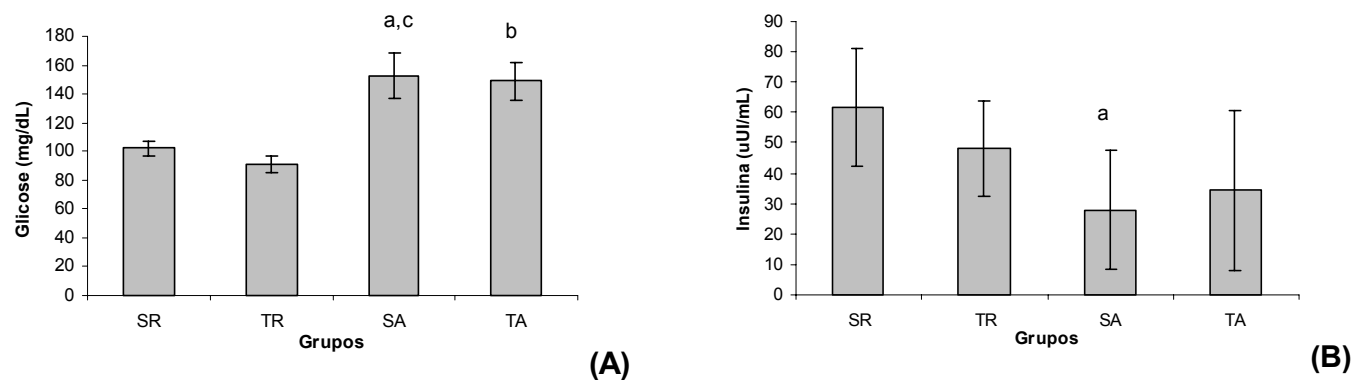 Glicose (mg/dL)
180
160
140
120
100
80
60
40
20
0
a,c
b
SR TR SA TA
Grupos
(A)
Insulina (uUI/mL)
90
80
70
60
50
40
30
20
10
0
a
SR TR SA TA
Grupos
(B)